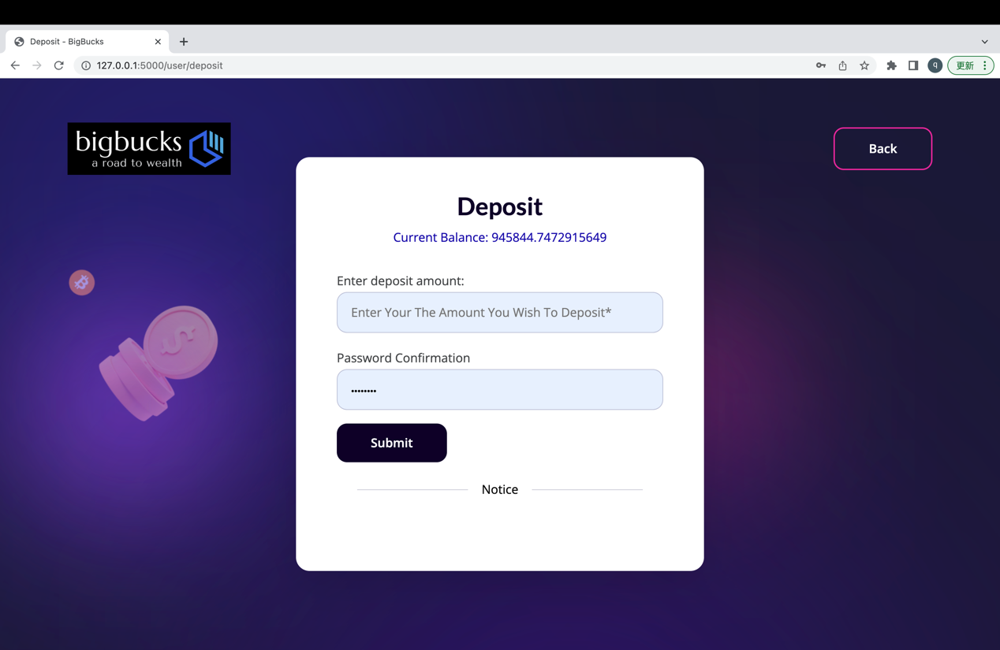 Deposit - BigBucks
127.0.0.1:5000/user/deposit
q
更新
bigbucks
a road to wealth
Back
Deposit
Current Balance: 945844.7472915649
Enter deposit amount:
Enter Your The Amount You Wish To Deposit*
Password Confirmation
••••••••
Submit
Notice